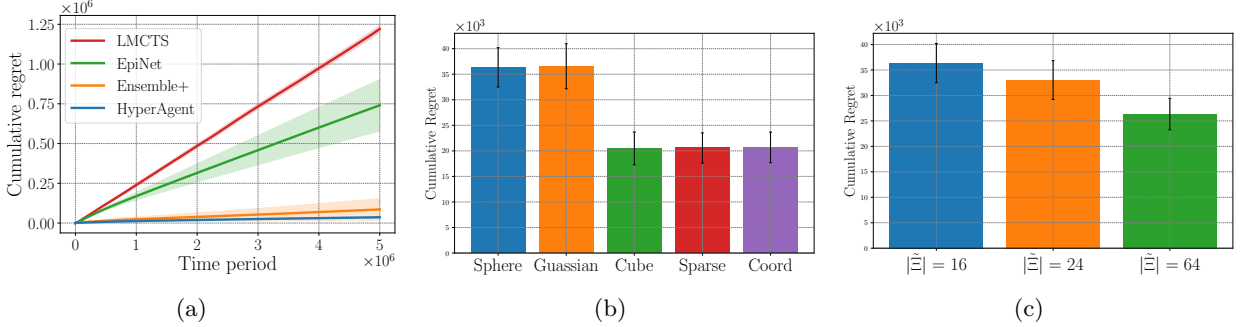 ×10⁶
Cumulative regret
1.25
1.00
0.75
0.50
0.25
0.00
LMCTS
EpiNet
Ensemble+
HyperAgent
0 1 2 3 4 5
Time period
×10⁶
(a)
×10³
Cumulative Regret
40
35
30
25
20
15
10
5
0
Sphere Guassian Cube Sparse Coord
(b)
×10³
Cumulative Regret
40
35
30
25
20
15
10
5
0
|Ξ̃| = 16 |Ξ̃| = 24 |Ξ̃| = 64
(c)